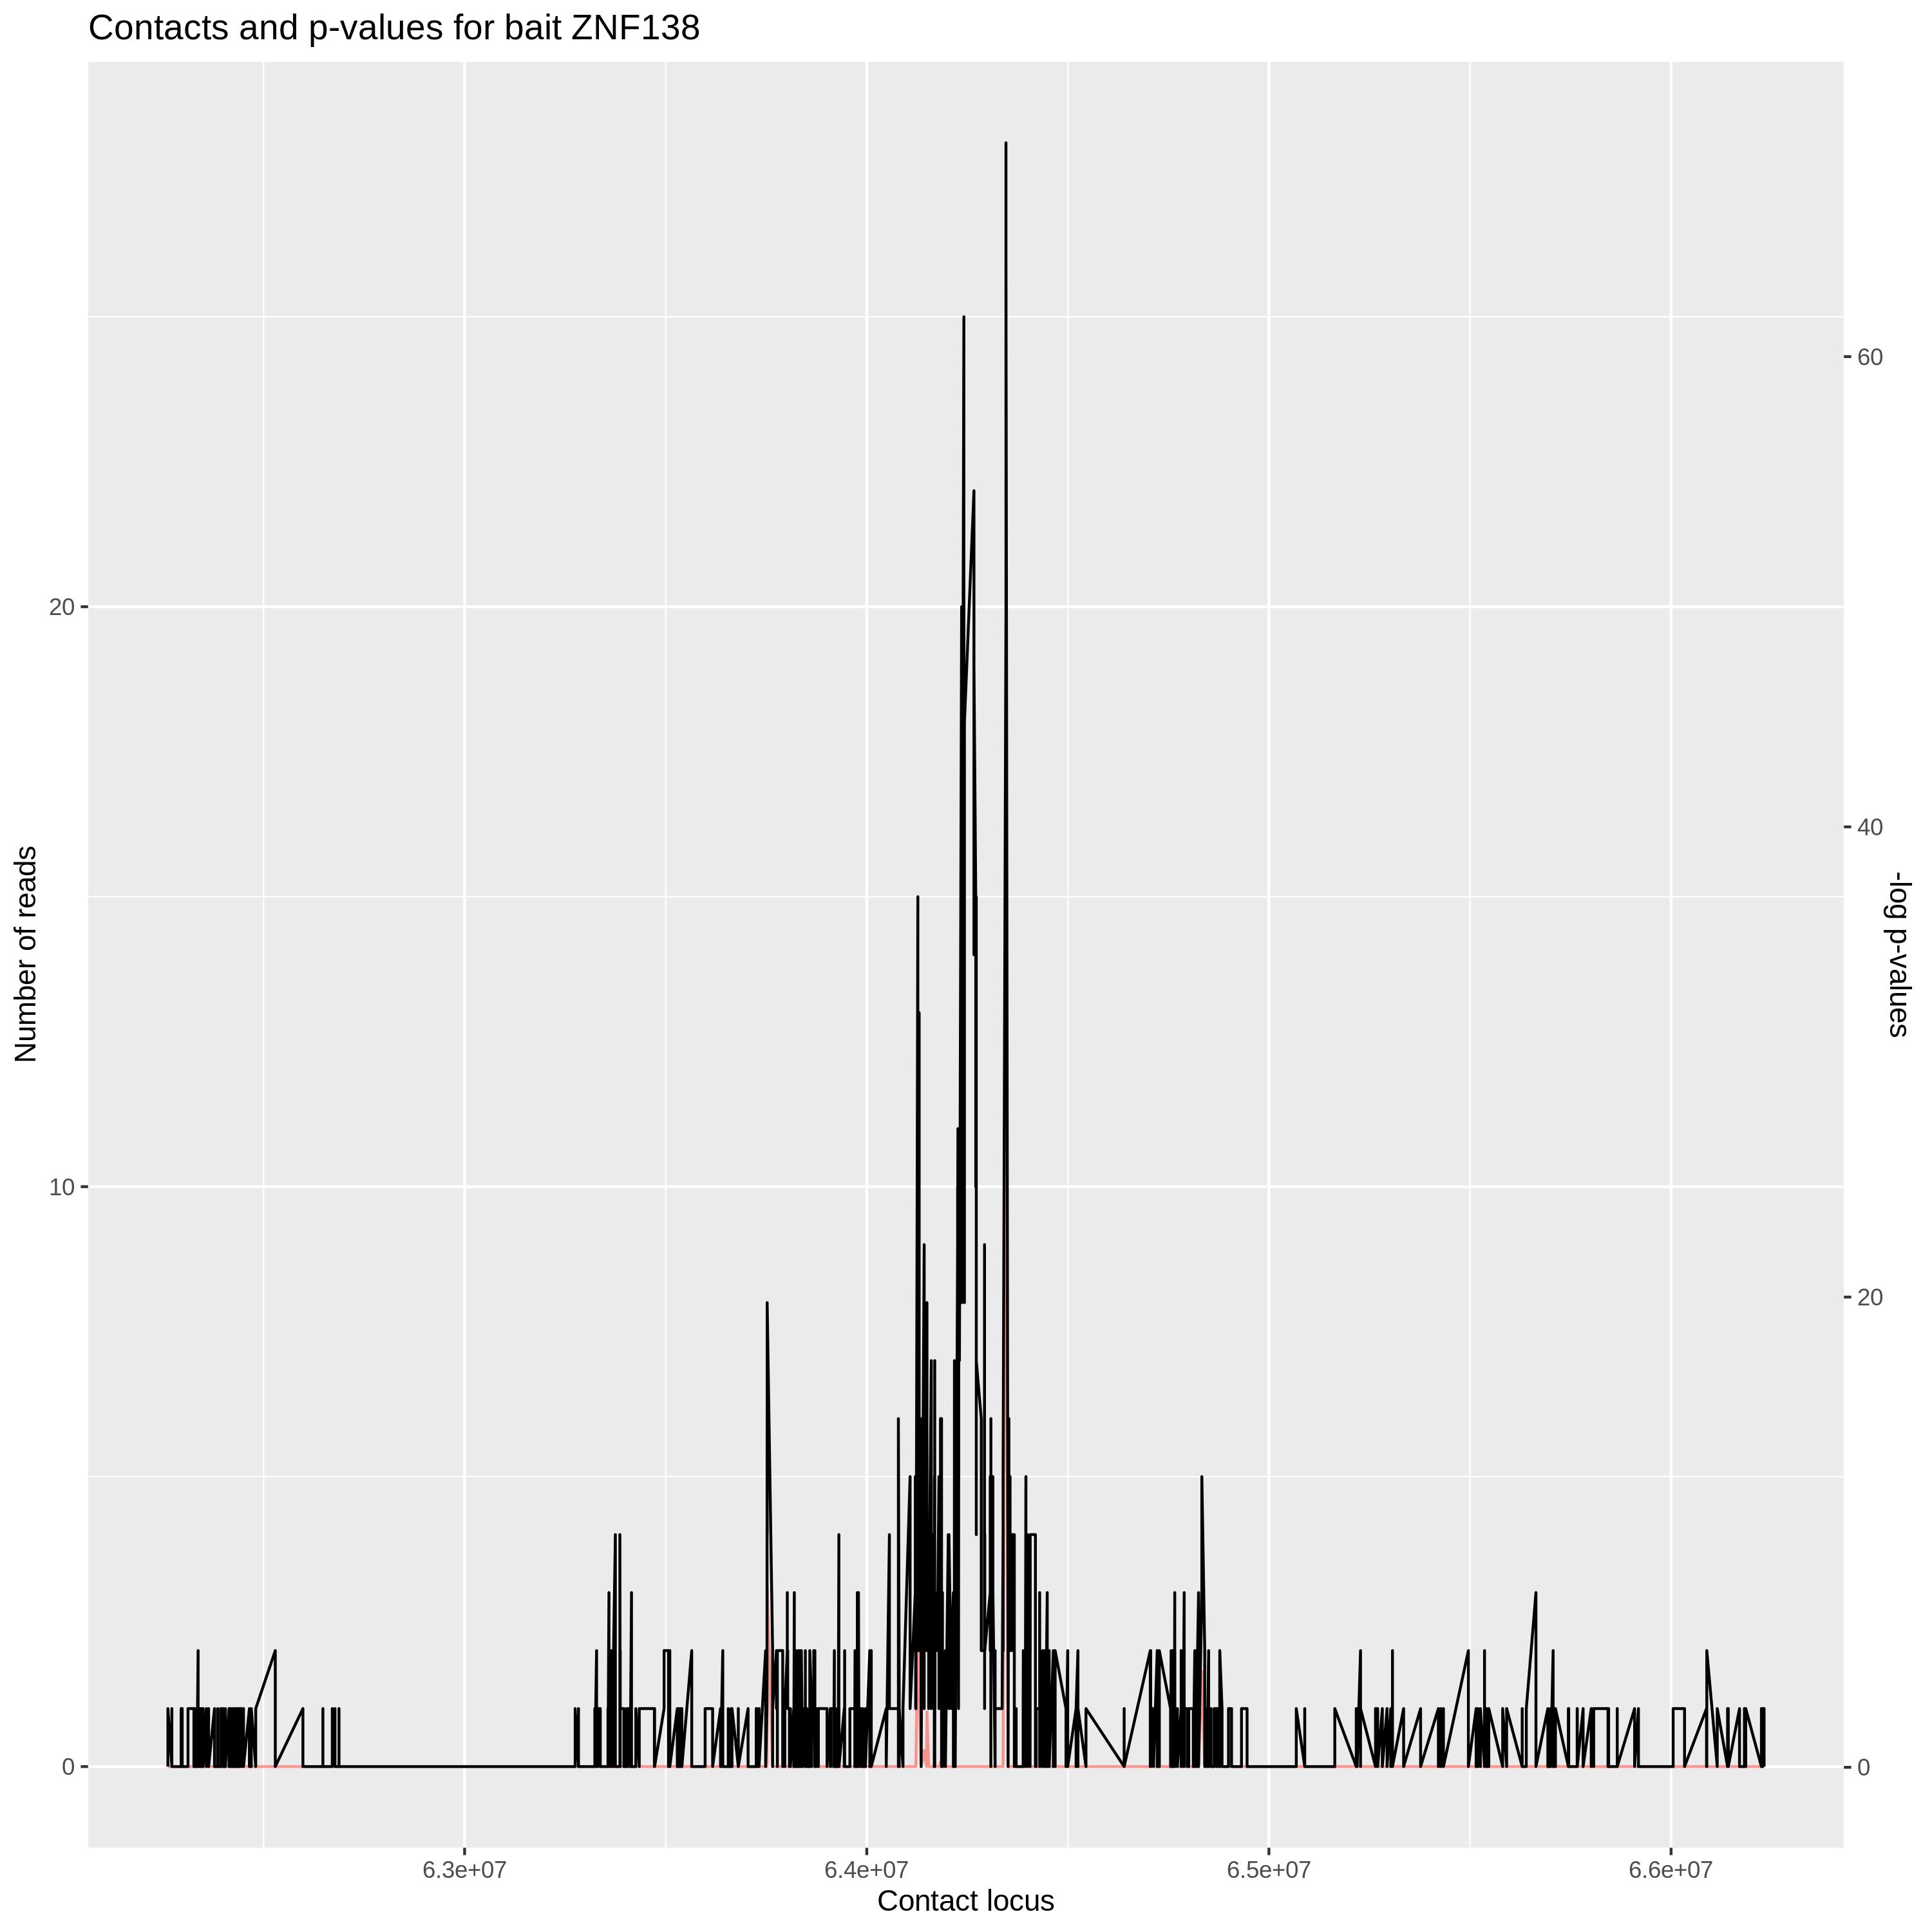 Contacts and p-values for bait ZNF138
Number of reads
20
10
0
60
40
20
0
-log p-values
6.3e+07
6.4e+07
6.5e+07
6.6e+07
Contact locus